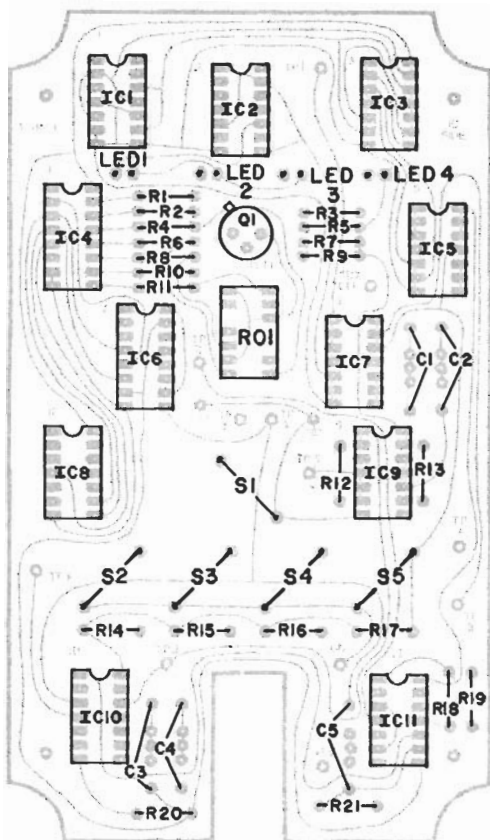 IC1
IC2
IC3
LED1
LED
2
LED
3
LED 4
R1
R2
R4
R6
R8
R10
R11
Q1
R3
R5
R7
R9
IC4
IC5
IC6
RO1
IC7
C1
C2
IC8
S1
R12
IC9
R13
S2
S3
S4
S5
R14
R15
R16
R17
IC10
C3
C4
C5
IC11
R18
R19
R20
R21